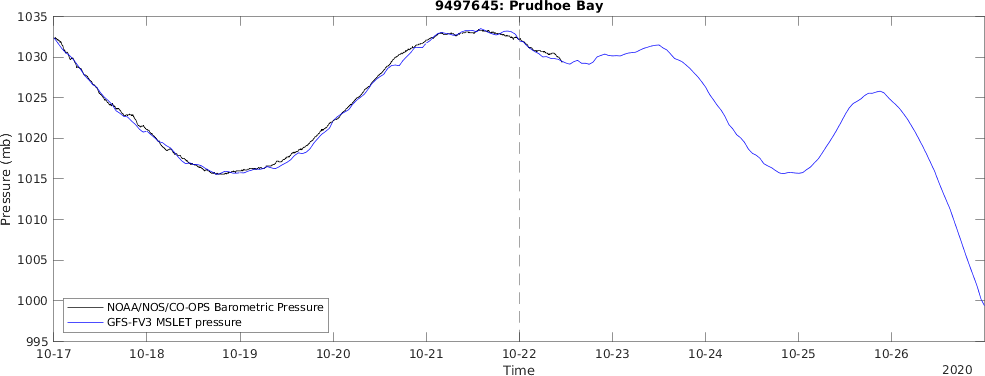 9497645: Prudhoe Bay
1035
1030
1025
1020
1015
1010
1005
1000
995
Pressure (mb)
NOAA/NOS/CO-OPS Barometric Pressure
GFS-FV3 MSLET pressure
10-17 10-18 10-19 10-20 10-21 10-22 10-23 10-24 10-25 10-26
Time
2020